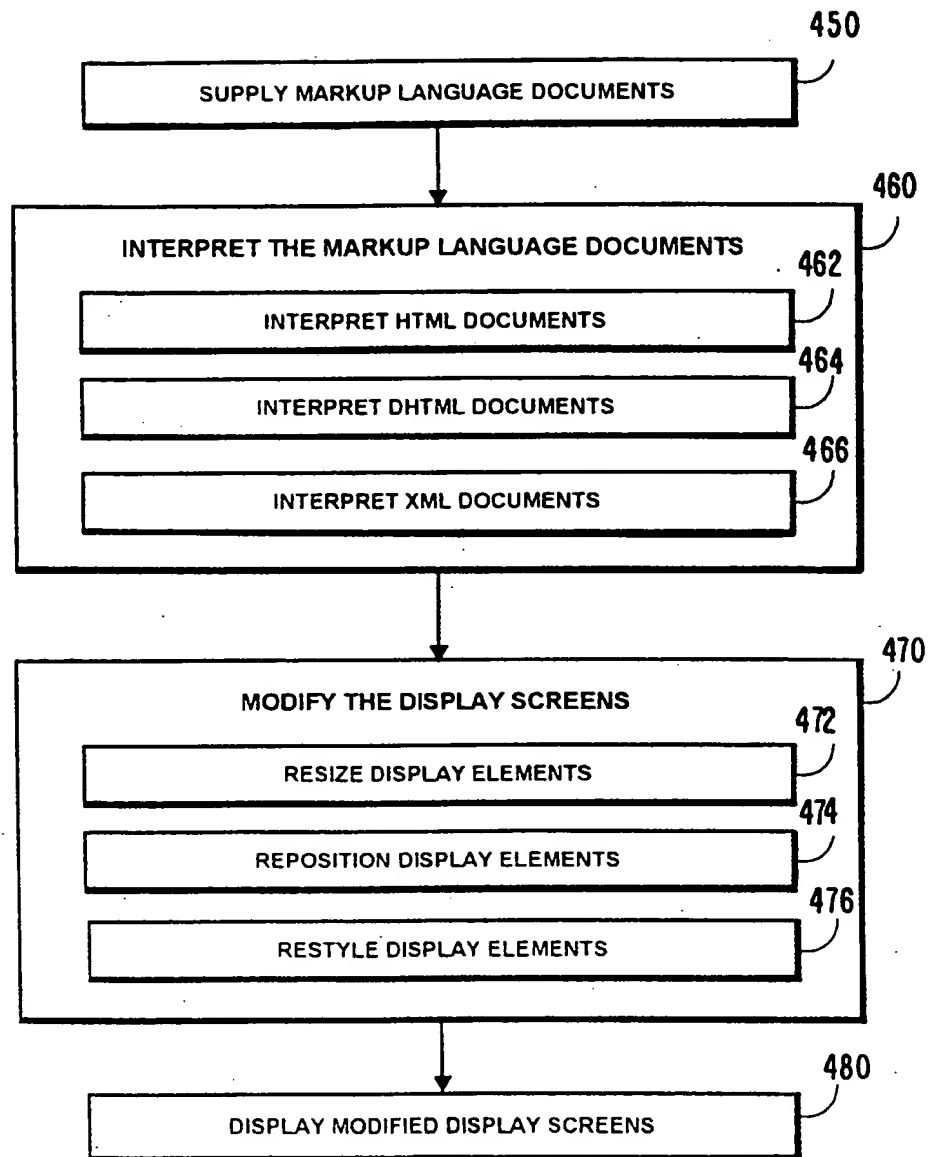 450
SUPPLY MARKUP LANGUAGE DOCUMENTS
460
INTERPRET THE MARKUP LANGUAGE DOCUMENTS
462
INTERPRET HTML DOCUMENTS
464
INTERPRET DHTML DOCUMENTS
466
INTERPRET XML DOCUMENTS
470
MODIFY THE DISPLAY SCREENS
472
RESIZE DISPLAY ELEMENTS
474
REPOSITION DISPLAY ELEMENTS
476
RESTYLE DISPLAY ELEMENTS
480
DISPLAY MODIFIED DISPLAY SCREENS